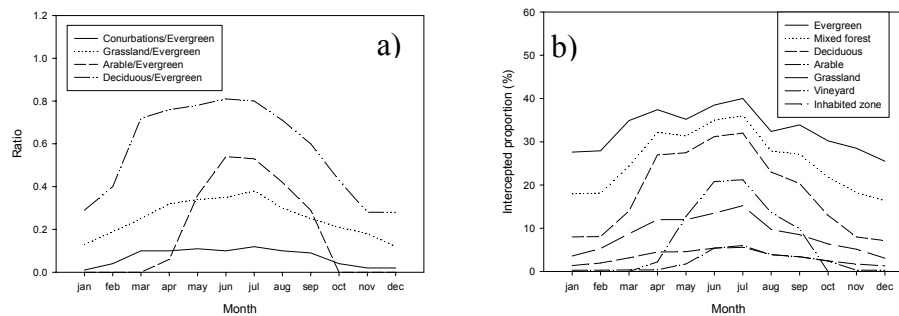 a)
Conurbations/Evergreen
Grassland/Evergreen
Arable/Evergreen
Deciduous/Evergreen
Ratio
1.2
1.0
0.8
0.6
0.4
0.2
0.0
jan feb mar apr may jun jul aug sep oct nov dec
Month
b)
Evergreen
Mixed forest
Deciduous
Arable
Grassland
Vineyard
Inhabited zone
Intercepted proportion (%)
60
50
40
30
20
10
0
jan feb mar apr may jun jul aug sep oct nov dec
Month